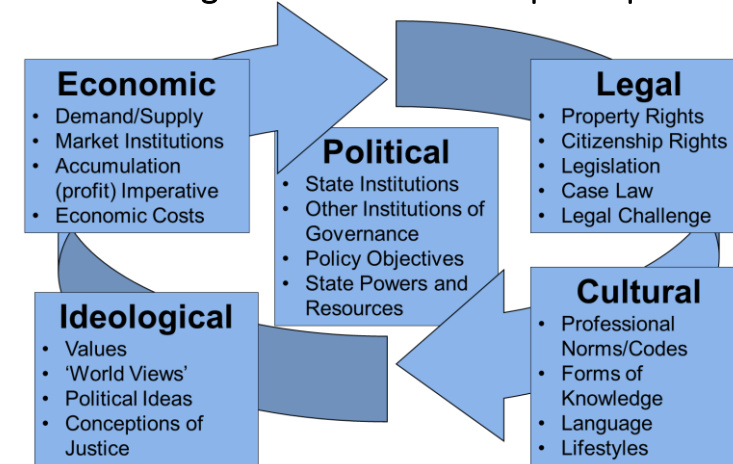 Economic
• Demand/Supply
• Market Institutions
• Accumulation
(profit) Imperative
• Economic Costs
Legal
• Property Rights
• Citizenship Rights
• Legislation
• Case Law
• Legal Challenge
Political
• State Institutions
• Other Institutions of
Governance
• Policy Objectives
• State Powers and
Resources
Ideological
• Values
• ‘World Views’
• Political Ideas
• Conceptions of
Justice
Cultural
• Professional
Norms/Codes
• Forms of
Knowledge
• Language
• Lifestyles